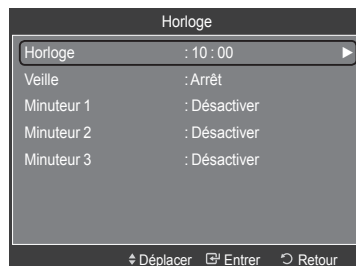 Horloge
Horloge : 10 : 00
Veille : Arrêt
Minuteur 1 : Désactiver
Minuteur 2 : Désactiver
Minuteur 3 : Désactiver
Déplacer Entrer Retour